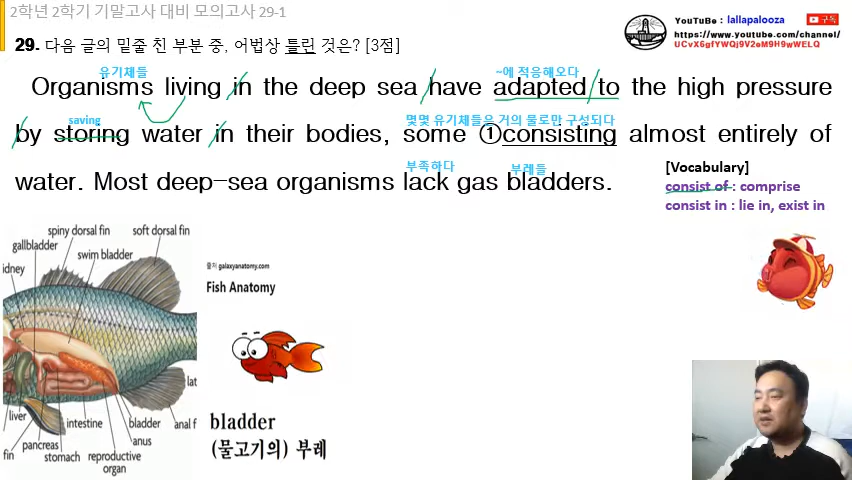 2학년 2학기 기말고사 대비 모의고사 29-1
YouTuBe : lallapalooza
구독
https://www.youtube.com/channel/
UCvX6gfYWQj9V2eM9H9wWELQ
29- 다음 글의 밑줄 친 부분 중, 어법상 틀린 것은? [3점]
유기체들
~에 적응해오다
Organisms living in the deep sea have adapted to the high pressure
saving
몇몇 유기체들은 거의 물로만 구성되다
by storing water in their bodies, some ①consisting almost entirely of
부족하다
부레들
water. Most deep-sea organisms lack gas bladders.
[Vocabulary]
consist of : comprise
consist in : lie in, exist in
spiny dorsal fin
soft dorsal fin
gallbladder
swim bladder
idney
출처 galaxyanatomy.com
Fish Anatomy
lat
liver
intestine
bladder
anal f
pancreas
anus
fin
stomach
reproductive
organ
bladder
(물고기의) 부레